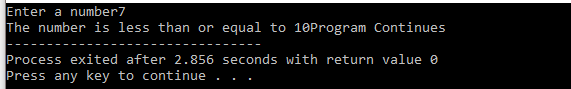 Enter a number7
The number is less than or equal to 10Program Continues
--------------------------------
Process exited after 2.856 seconds with return value 0
Press any key to continue . . .